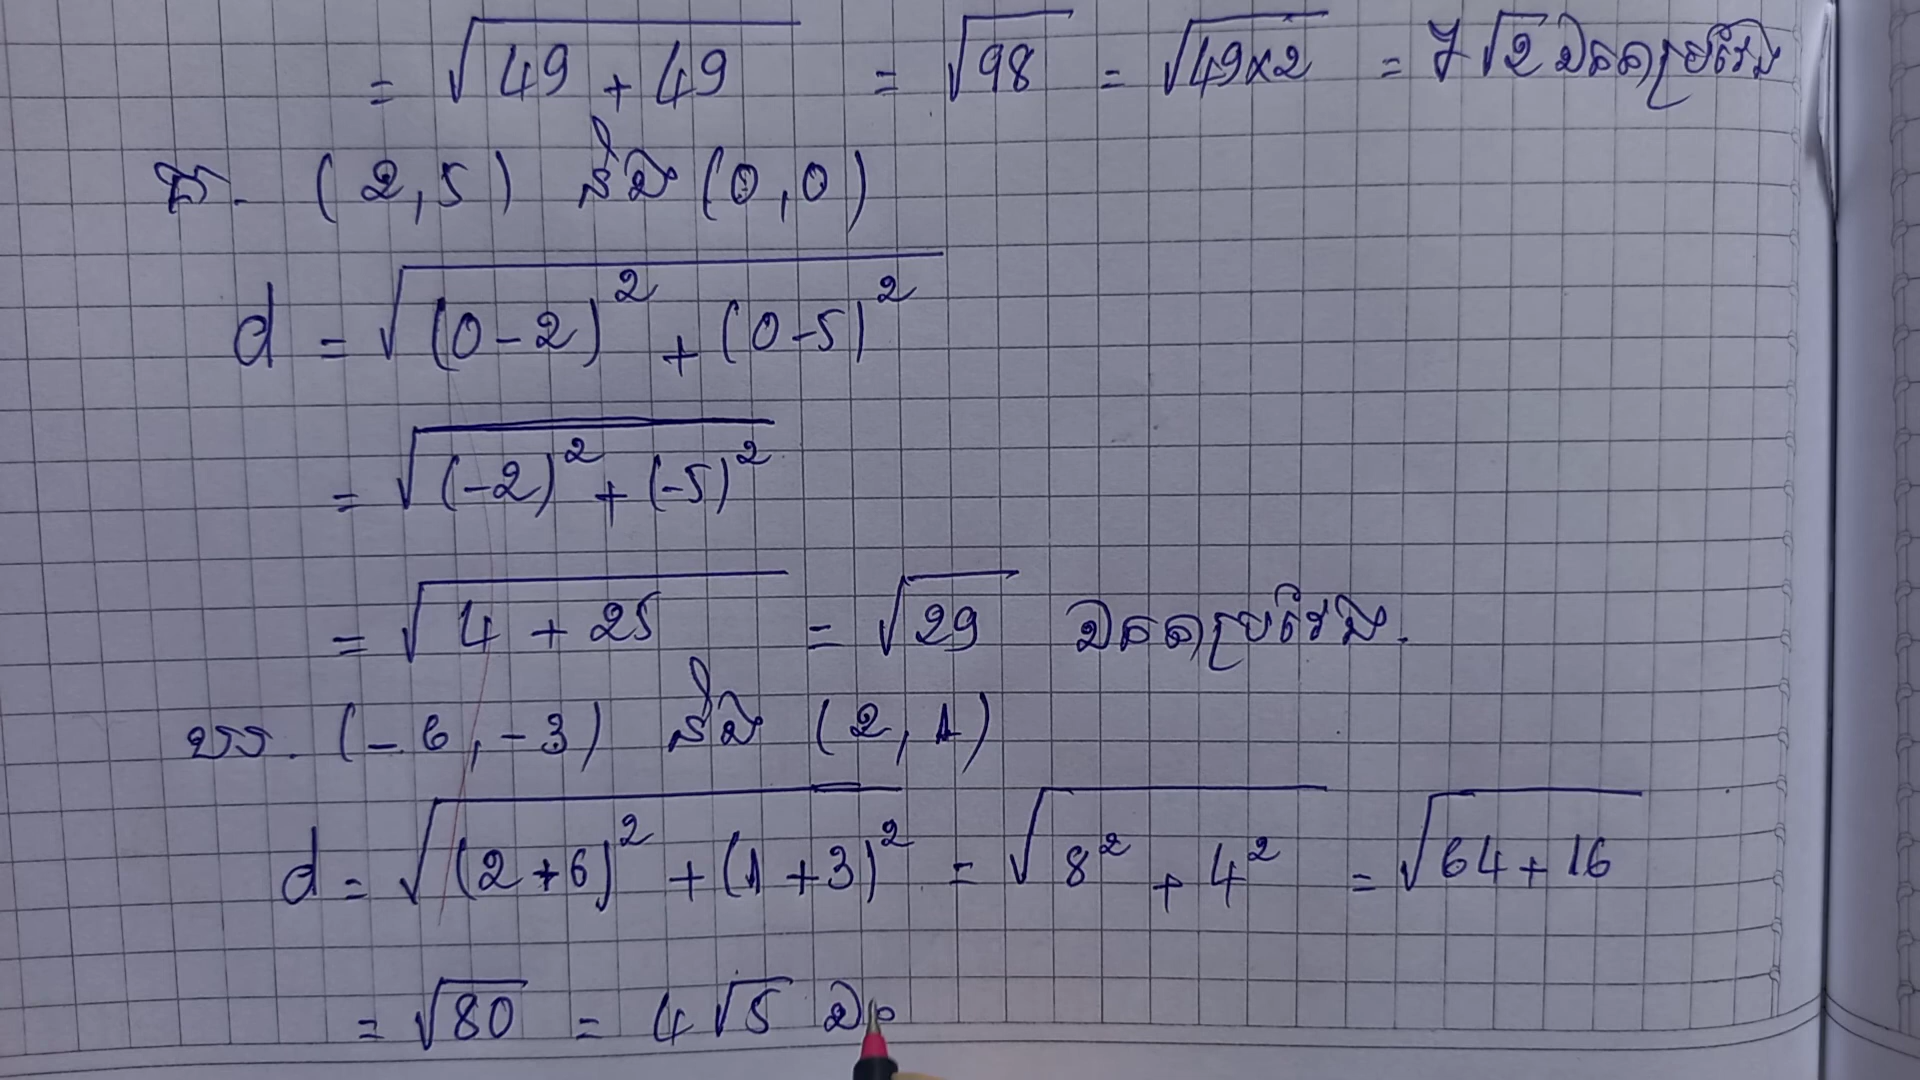 = √(49 + 49) = √98 = √(49×2) = 7√2 ឯកតាប្រវែង
ដ. (2,5) និង (0,0)
d = √((0-2)² + (0-5)²)
= √((-2)² + (-5)²)
= √(4 + 25) = √29 ឯកតាប្រវែង.
(-6,-3) និង (2,1)
d = √((2+6)² + (1+3)²) = √(8² + 4²) = √(64+16)
= √80 = 4√5 ឯក